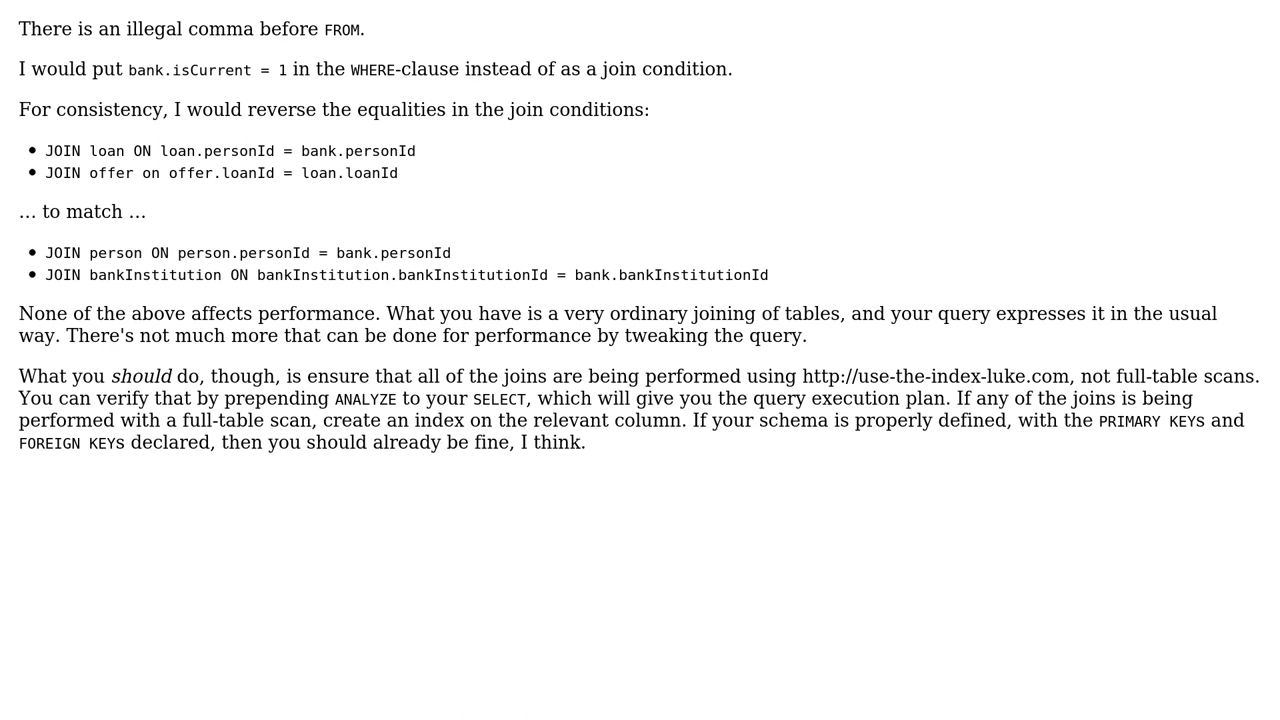 There is an illegal comma before FROM.
I would put bank.isCurrent = 1 in the WHERE-clause instead of as a join condition.
For consistency, I would reverse the equalities in the join conditions:
• JOIN loan ON loan.personId = bank.personId
• JOIN offer on offer.loanId = loan.loanId
… to match …
• JOIN person ON person.personId = bank.personId
• JOIN bankInstitution ON bankInstitution.bankInstitutionId = bank.bankInstitutionId
None of the above affects performance. What you have is a very ordinary joining of tables, and your query expresses it in the usual
way. There's not much more that can be done for performance by tweaking the query.
What you should do, though, is ensure that all of the joins are being performed using http://use-the-index-luke.com, not full-table scans.
You can verify that by prepending ANALYZE to your SELECT, which will give you the query execution plan. If any of the joins is being
performed with a full-table scan, create an index on the relevant column. If your schema is properly defined, with the PRIMARY KEYs and
FOREIGN KEYs declared, then you should already be fine, I think.